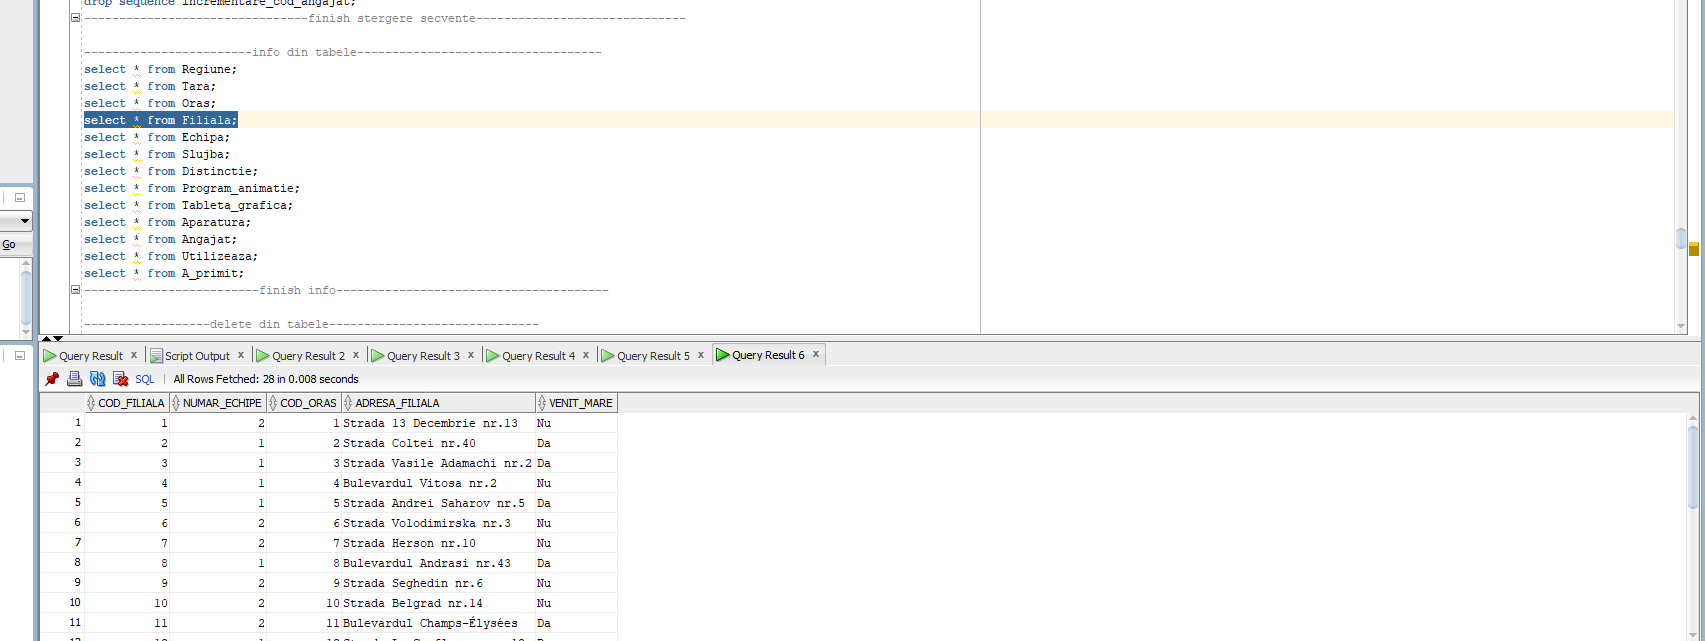 drop sequence incrementare_cod_angajat;
--------------------------------finish stergere secvente------------------------------
------------------------info din tabele-----------------------------------
select * from Regiune;
select * from Tara;
select * from Oras;
select * from Filiala;
select * from Echipa;
select * from Slujba;
select * from Distinctie;
select * from Program_animatie;
select * from Tableta_grafica;
select * from Aparatura;
select * from Angajat;
select * from Utilizeaza;
select * from A_primit;
Go
-------------------------finish info---------------------------------------
------------------delete din tabele------------------------------
Query Result x Script Output x Query Result 2 x Query Result 3 x Query Result 4 x Query Result 5 x Query Result 6 x
SQL | All Rows Fetched: 28 in 0.008 seconds
COD_FILIALA NUMAR_ECHIPE COD_ORAS ADRESA_FILIALA VENIT_MARE
1 1 2 1 Strada 13 Decembrie nr.13 Nu
2 2 1 2 Strada Coltei nr.40 Da
3 3 1 3 Strada Vasile Adamachi nr.2 Da
4 4 1 4 Bulevardul Vitosa nr.2 Nu
5 5 1 5 Strada Andrei Saharov nr.5 Da
6 6 2 6 Strada Volodimirska nr.3 Nu
7 7 2 7 Strada Herson nr.10 Nu
8 8 1 8 Bulevardul Andrasi nr.43 Da
9 9 2 9 Strada Seghedin nr.6 Nu
10 10 2 10 Strada Belgrad nr.14 Nu
11 11 2 11 Bulevardul Champs-Élysées Da